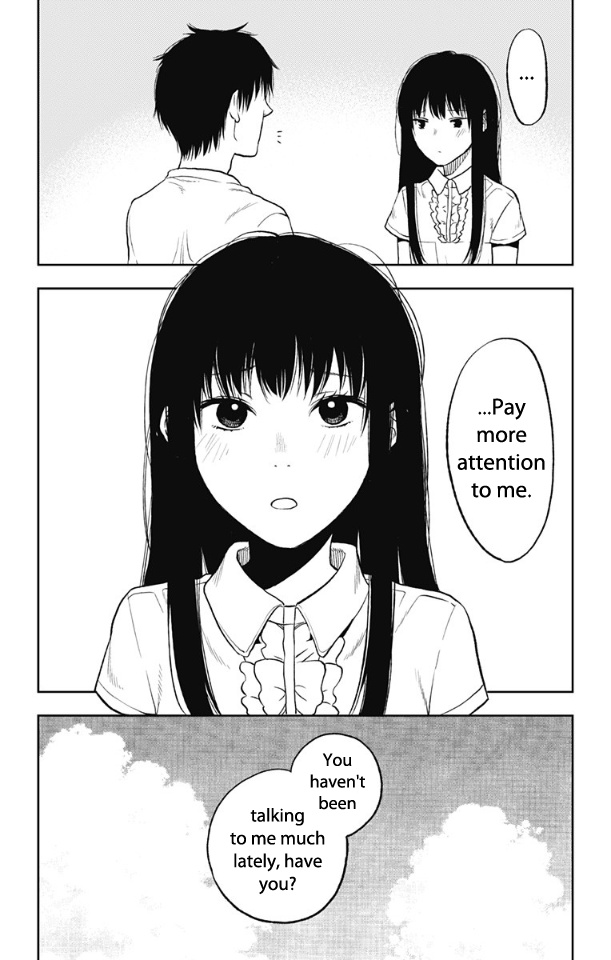 ...
...Pay
more
attention
to me.
You
haven't
been
talking
to me much
lately, have
you?